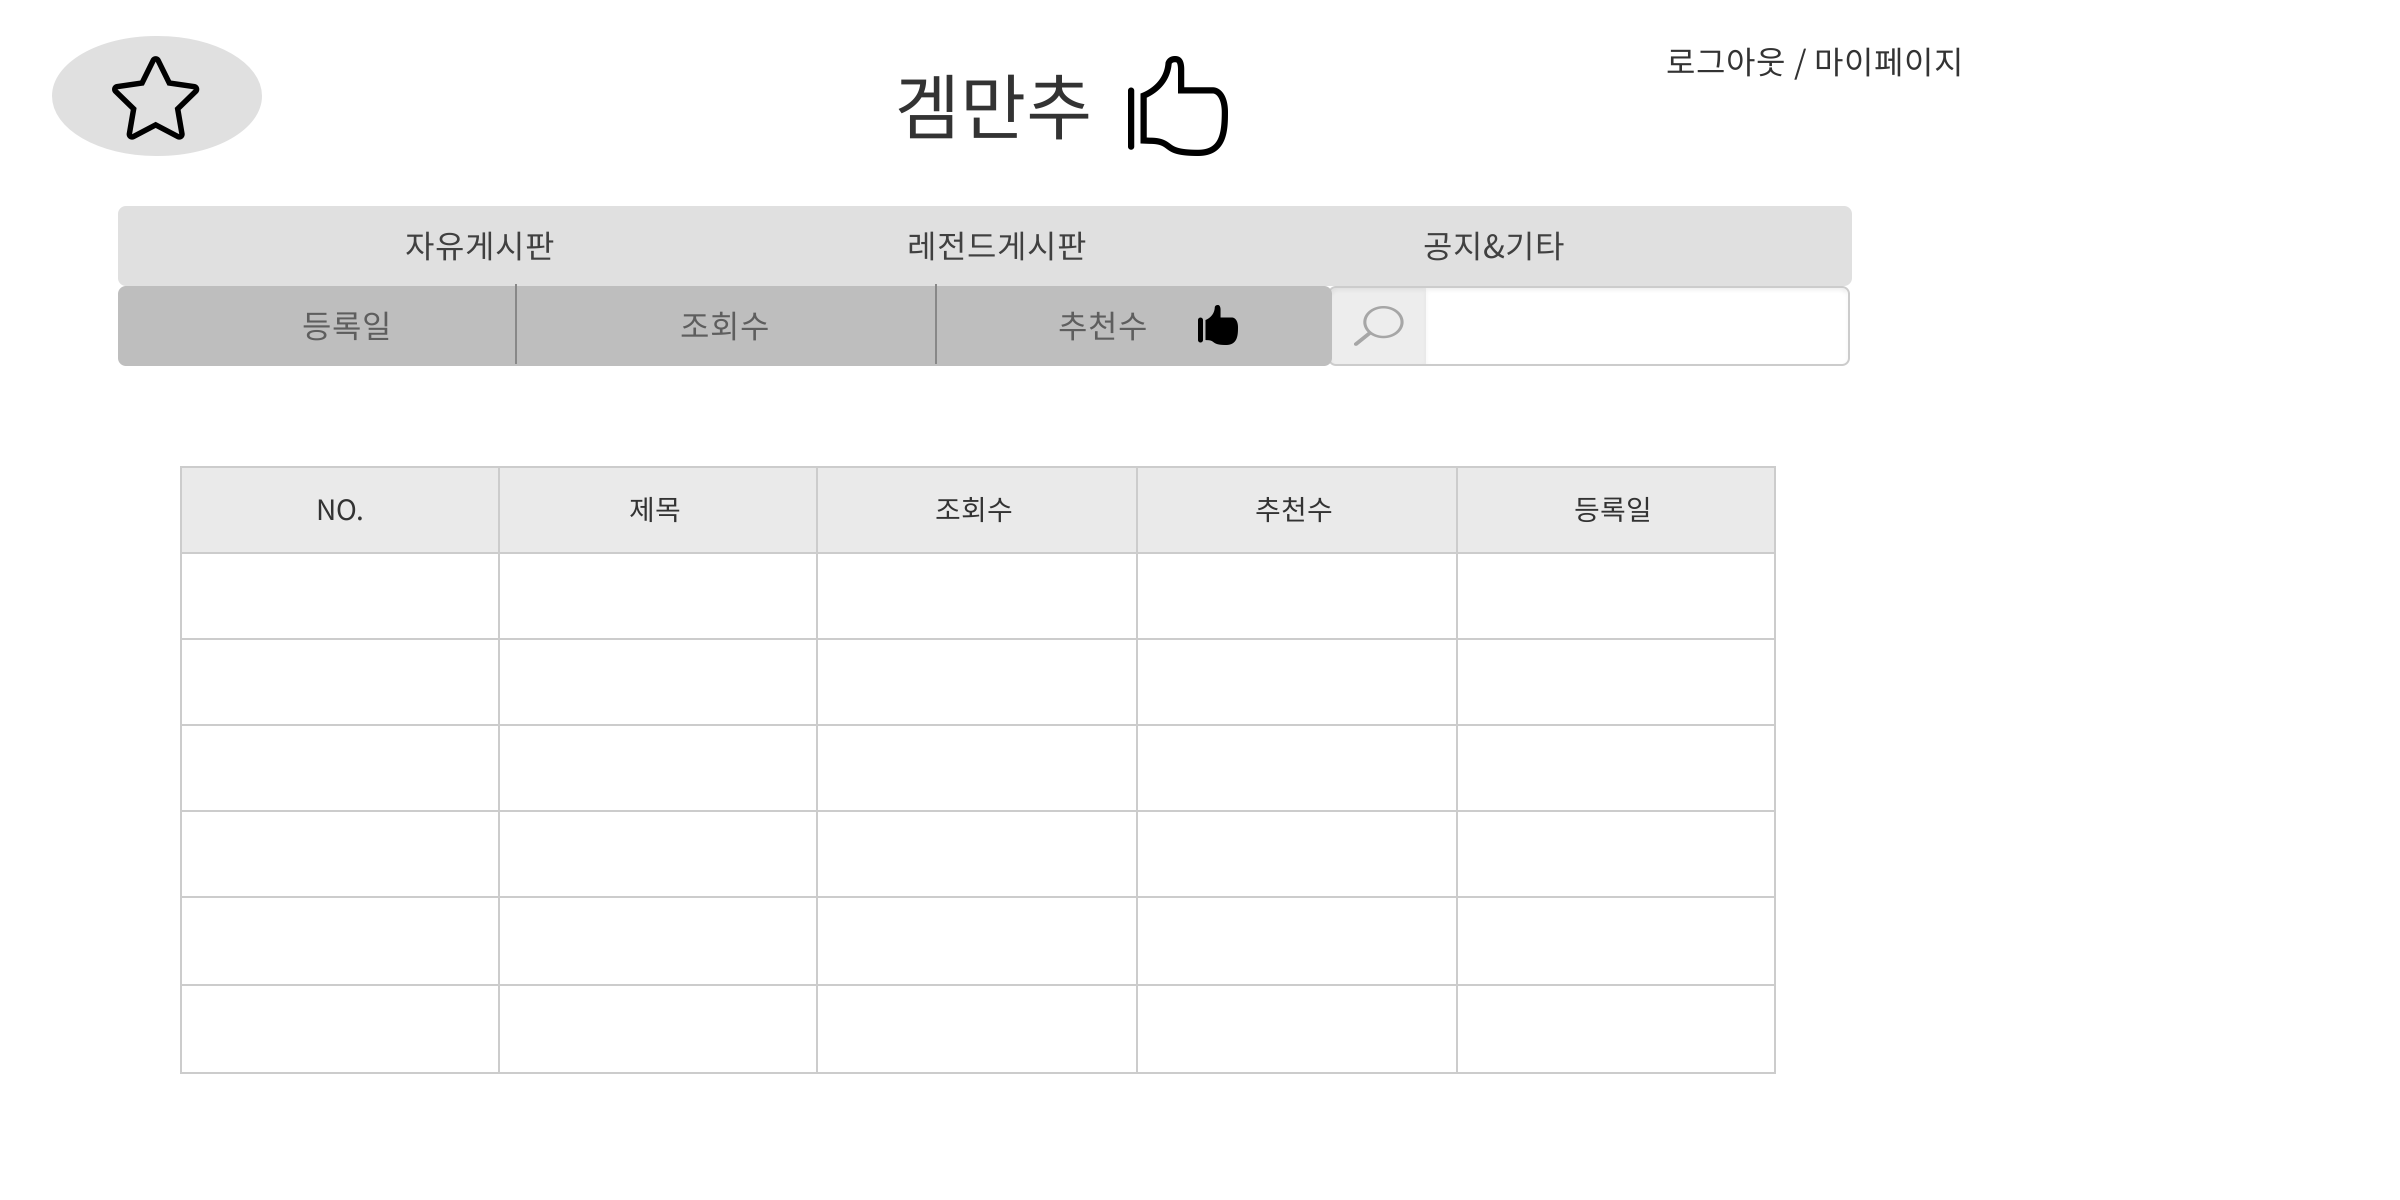 겜만추
로그아웃 / 마이페이지
자유게시판 레전드게시판 공지&기타
등록일 조회수 추천수
NO. 제목 조회수 추천수 등록일